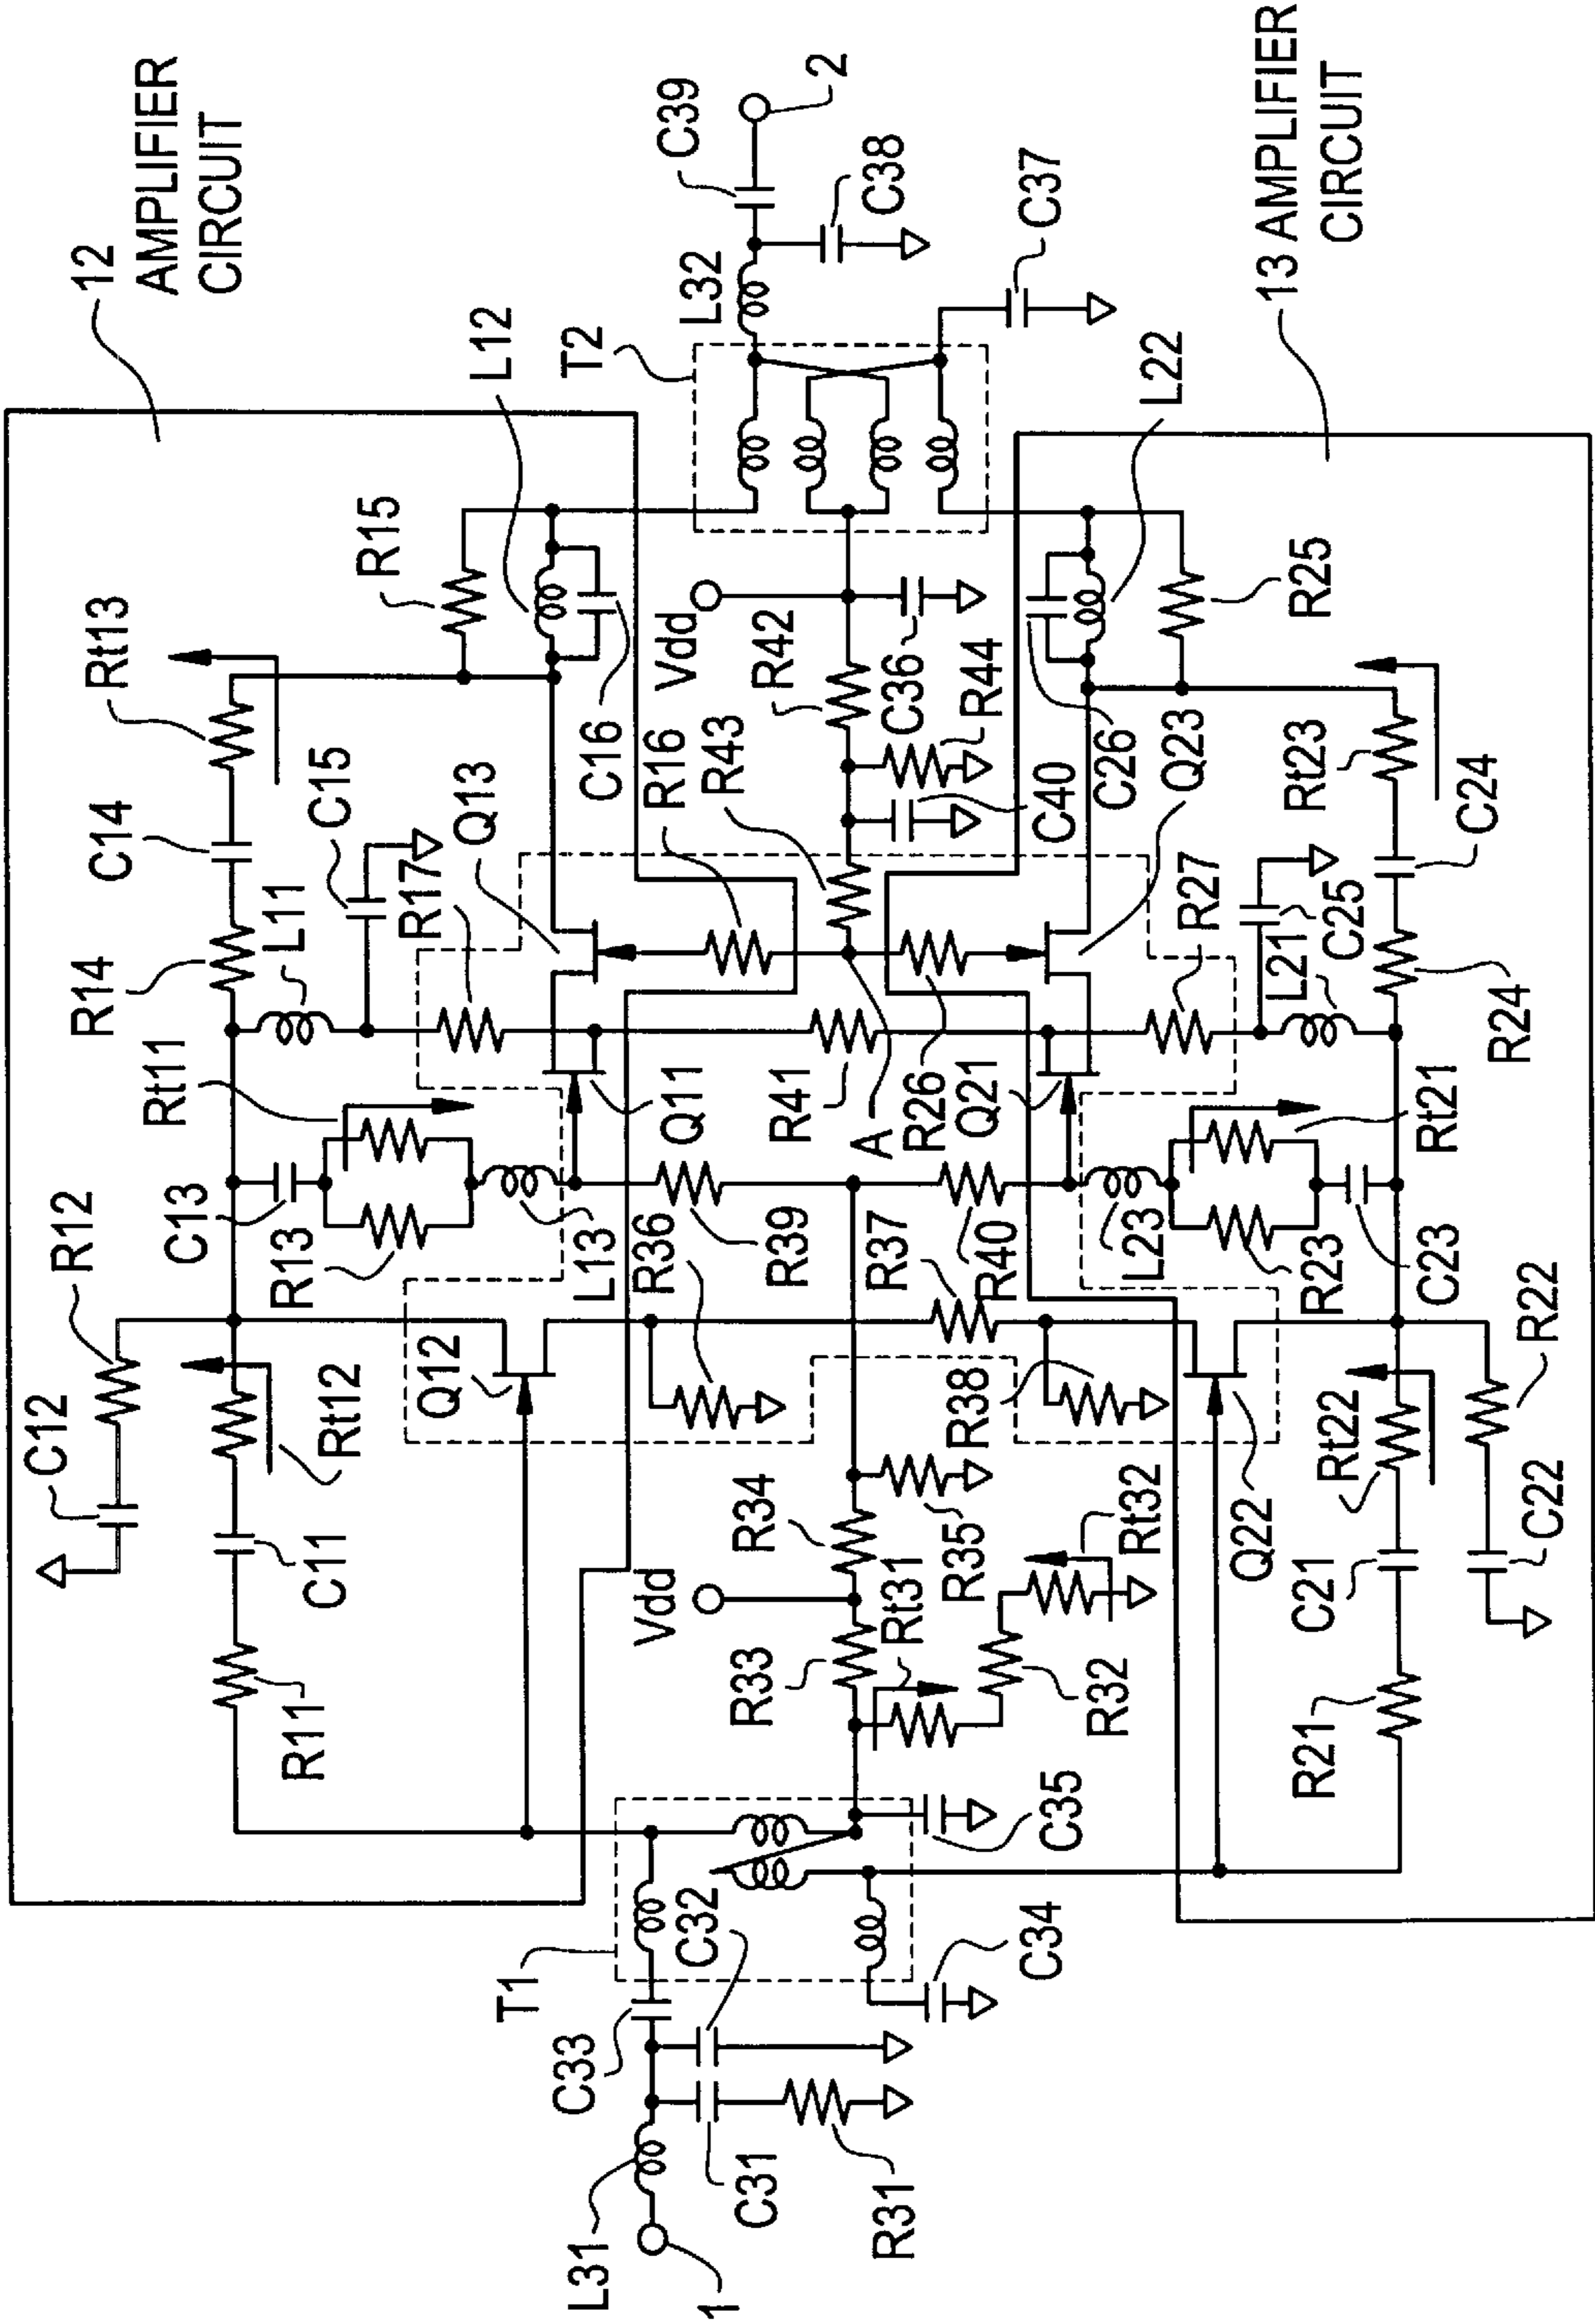 12
AMPLIFIER
CIRCUIT
C12
R12
C13
Rt11
R14
C14
Rt13
R15
L12
T2
C39
2
L11
C15
R17
Q13
R13
L13
Rt12
C11
R11
Q12
R36
R39
Q11
R41
A
R16
R43
C16
Vdd
R42
C36
R44
L32
C38
C37
13 AMPLIFIER
CIRCUIT
T1
C32
C33
L31
1
C31
R31
C34
C35
Vdd
R33
R34
Rt31
R32
R35
Rt32
R38
R37
R40
R26
Q21
C40
C26
Q23
L22
R27
L21
C25
L23
R23
C23
Rt21
R24
C24
Rt23
R25
Q22
Rt22
R22
C21
C22
R21